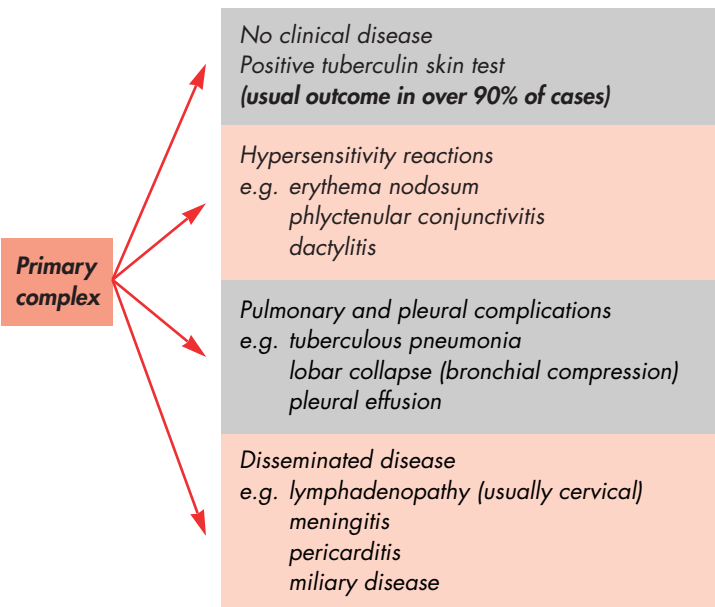 Primary
complex
No clinical disease
Positive tuberculin skin test
(usual outcome in over 90% of cases)
Hypersensitivity reactions
e.g. erythema nodosum
phlyctenular conjunctivitis
dactylitis
Pulmonary and pleural complications
e.g. tuberculous pneumonia
lobar collapse (bronchial compression)
pleural effusion
Disseminated disease
e.g. lymphadenopathy (usually cervical)
meningitis
pericarditis
miliary disease